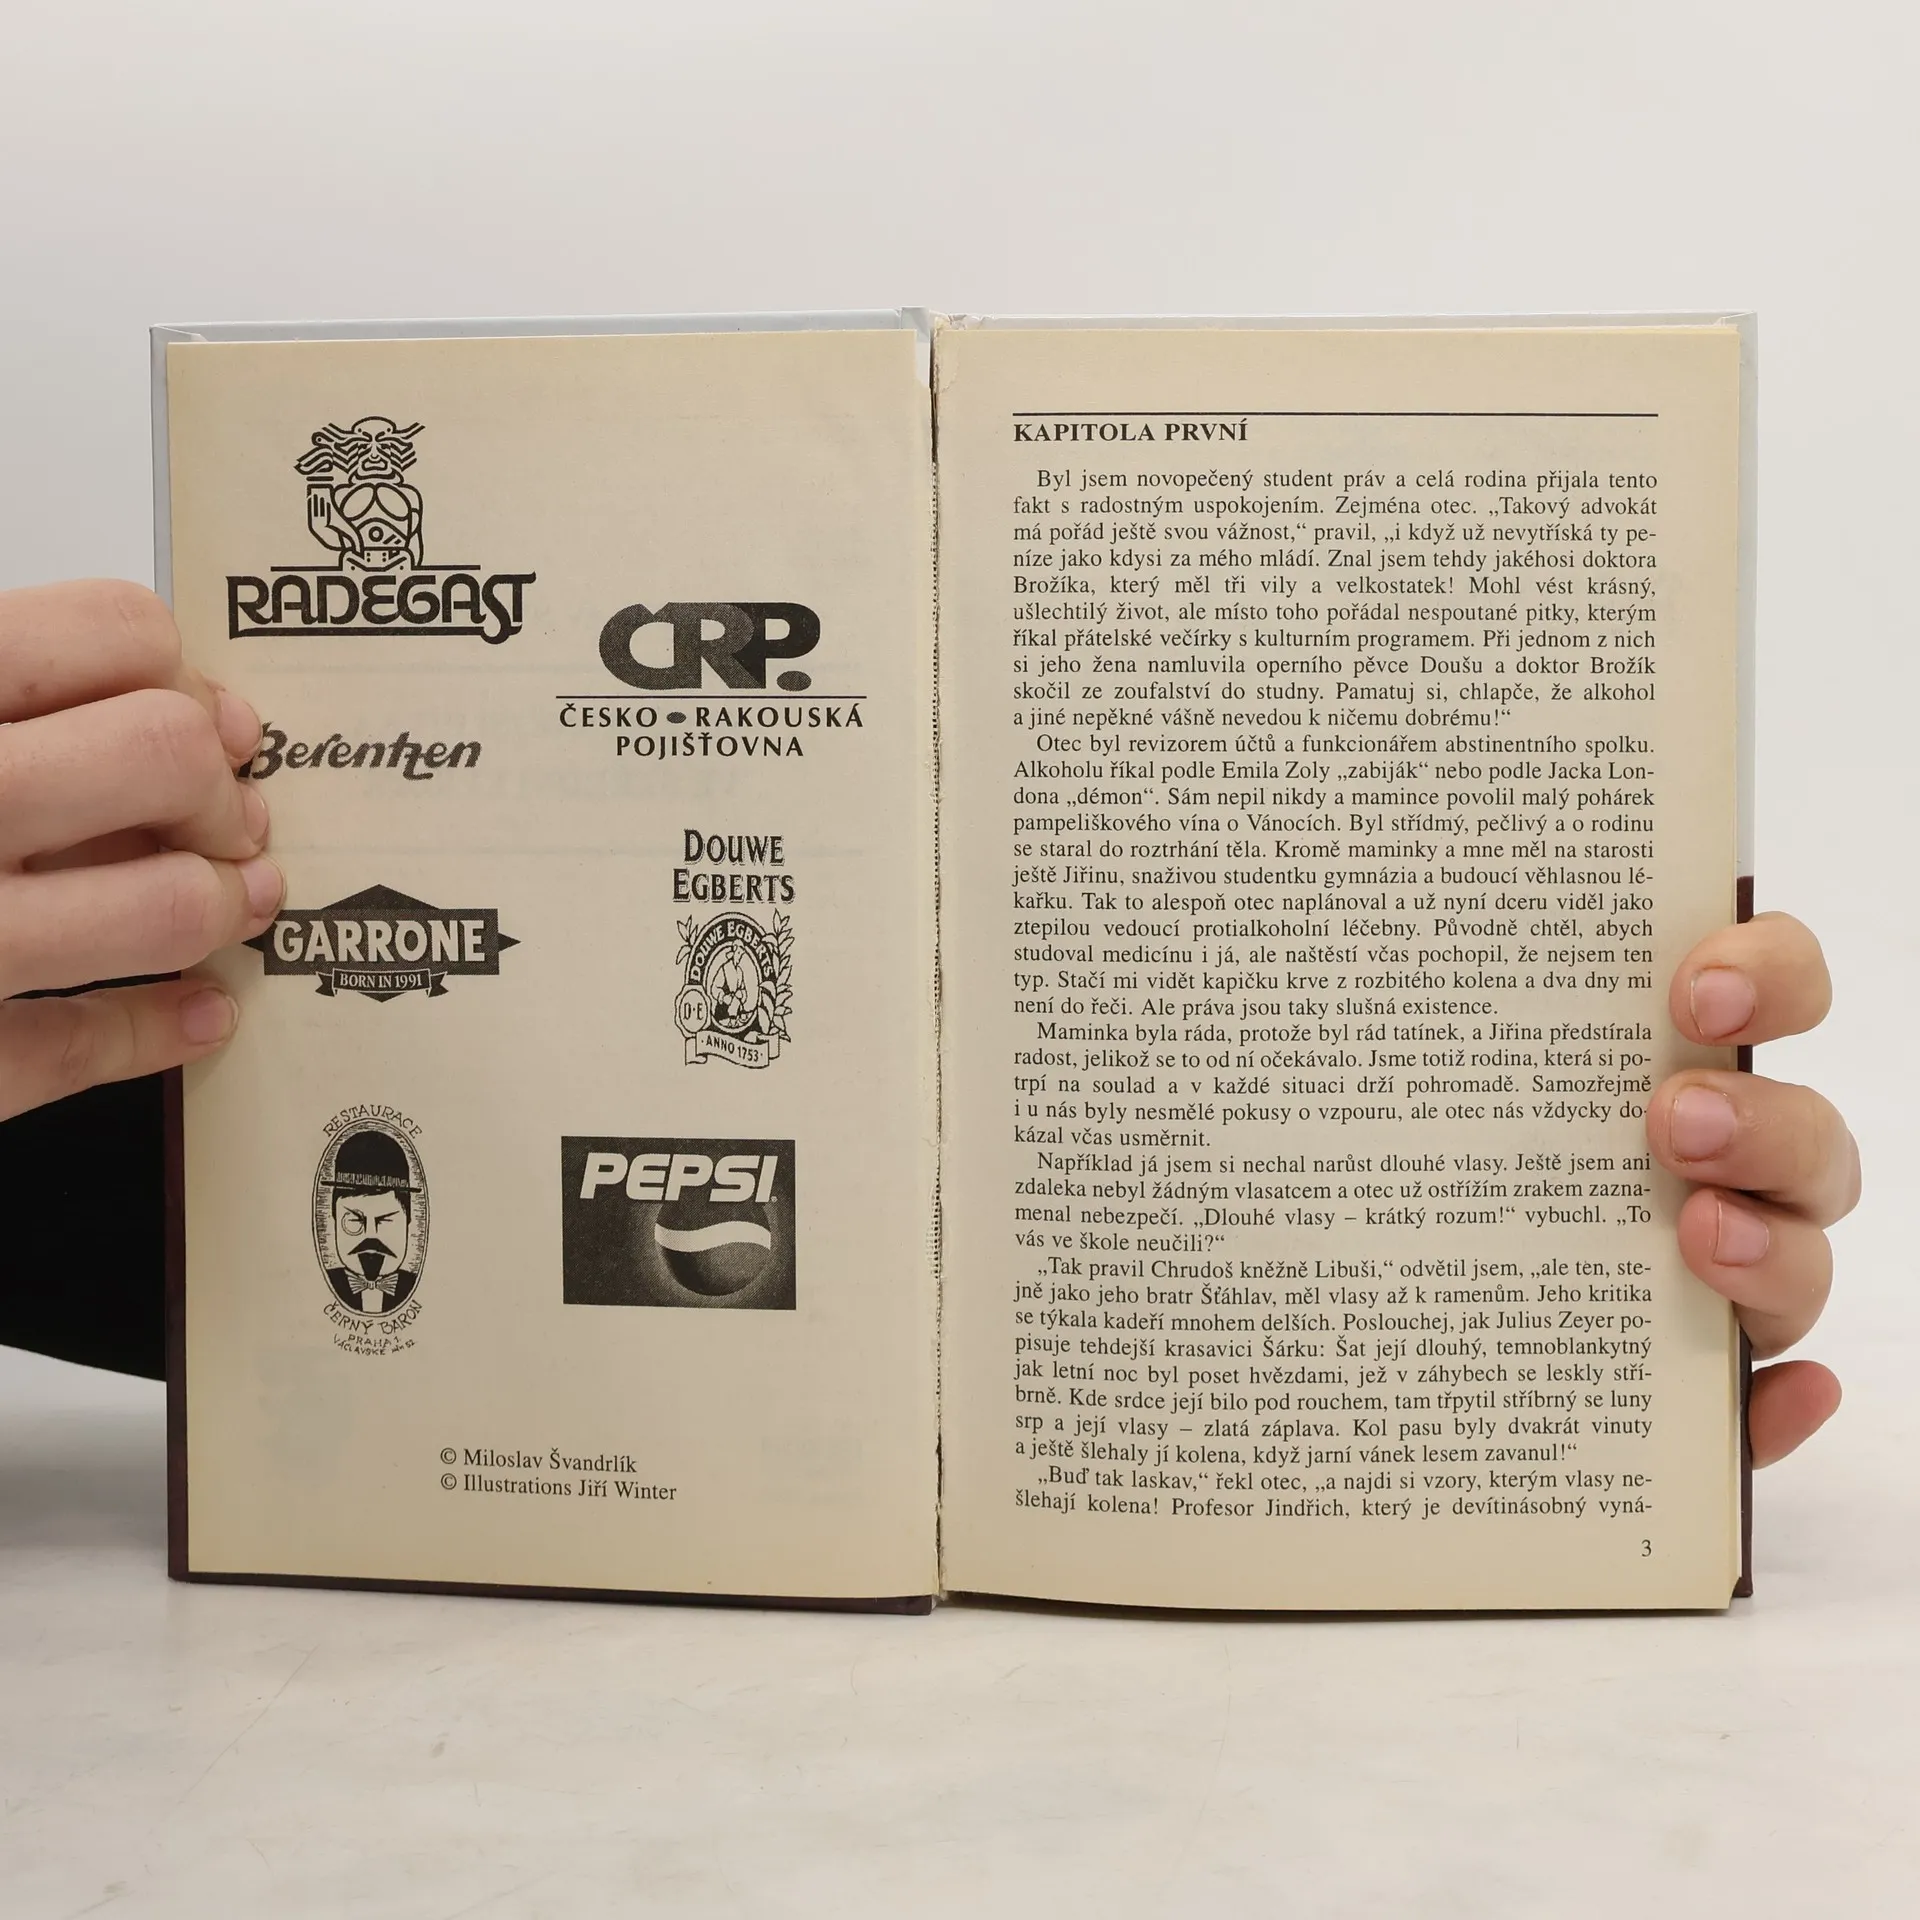 RADEGAST
ČRP.
ČESKO RAKOUSKÁ
POJIŠŤOVNA
Berentzen
DOUWE
EGBERTS
DOUWE EGBERTS
D·E
·ANNO 1753·
GARRONE
BORN IN 1991
RESTAURACE
ČERNÝ BARON
PRAHA 1
PEPSI
© Miloslav Švandrlík
© Illustrations Jiří Winter
KAPITOLA PRVNÍ
Byl jsem novopečený student práv a celá rodina přijala tento
fakt s radostným uspokojením. Zejména otec. „Takový advokát
má pořád ještě svou vážnost,“ pravil, „i když už nevytříská ty pe-
níze jako kdysi za mého mládí. Znal jsem tehdy jakéhosi doktora
Brožíka, který měl tři vily a velkostatek! Mohl vést krásný,
ušlechtilý život, ale místo toho pořádal nespoutané pitky, kterým
říkal přátelské večírky s kulturním programem. Při jednom z nich
si jeho žena namluvila operního pěvce Doušu a doktor Brožík
skočil ze zoufalství do studny. Pamatuj si, chlapče, že alkohol
a jiné nepěkné vášně nevedou k ničemu dobrému!“
Otec byl revizorem účtů a funkcionářem abstinentního spolku.
Alkoholu říkal podle Emila Zoly „zabiják“ nebo podle Jacka Lon-
dona „démon“. Sám nepil nikdy a mamince povolil malý pohárek
pampeliškového vína o Vánocích. Byl střídmý, pečlivý a o rodinu
se staral do roztrhání těla. Kromě maminky a mne měl na starosti
ještě Jiřinu, snaživou studentku gymnázia a budoucí věhlasnou lé-
kařku. Tak to alespoň otec naplánoval a už nyní dceru viděl jako
ztepilou vedoucí protialkoholní léčebny. Původně chtěl, abych
studoval medicínu i já, ale naštěstí včas pochopil, že nejsem ten
typ. Stačí mi vidět kapičku krve z rozbitého kolena a dva dny mi
není do řeči. Ale práva jsou taky slušná existence.
Maminka byla ráda, protože byl rád tatínek, a Jiřina předstírala
radost, jelikož se to od ní očekávalo. Jsme totiž rodina, která si po-
trpí na soulad a v každé situaci drží pohromadě. Samozřejmě
i u nás byly nesmělé pokusy o vzpouru, ale otec nás vždycky do-
kázal včas usměrnit.
Například já jsem si nechal narůst dlouhé vlasy. Ještě jsem ani
zdaleka nebyl žádným vlasatcem a otec už ostřížím zrakem zazna-
menal nebezpečí. „Dlouhé vlasy – krátký rozum!“ vybuchl. „To
vás ve škole neučili?“
„Tak pravil Chrudoš kněžně Libuši,“ odvětil jsem, „ale ten, ste-
jně jako jeho bratr Šťáhlav, měl vlasy až k ramenům. Jeho kritika
se týkala kadeří mnohem delších. Poslouchej, jak Julius Zeyer po-
pisuje tehdejší krasavici Šárku: Šat její dlouhý, temnoblankytný
jak letní noc byl poset hvězdami, jež v záhybech se leskly stří-
brně. Kde srdce její bilo pod rouchem, tam třpytil stříbrný se luny
srp a její vlasy – zlatá záplava. Kol pasu byly dvakrát vinuty
a ještě šlehaly jí kolena, když jarní vánek lesem zavanul!“
„Buď tak laskav,“ řekl otec, „a najdi si vzory, kterým vlasy ne-
šlehají kolena! Profesor Jindřich, který je devítinásobný vyná-
3